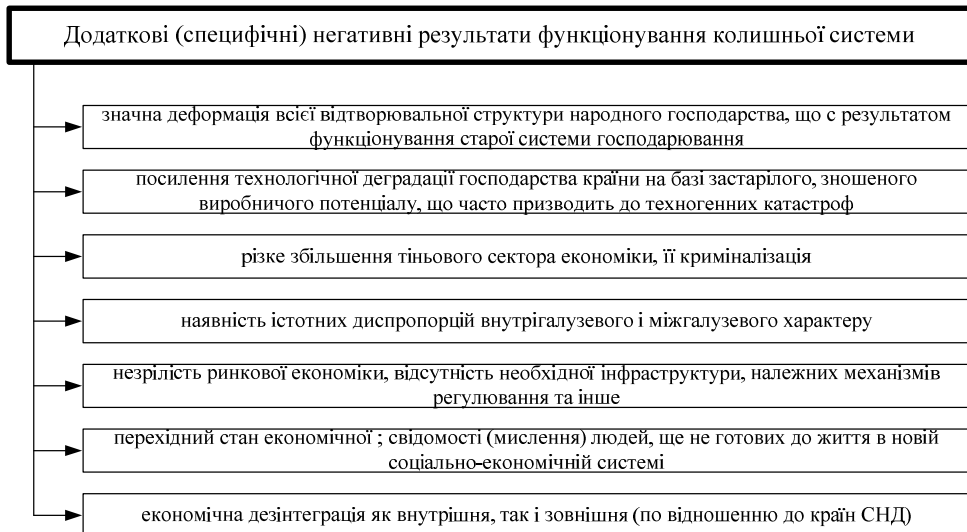 Додаткові (специфічні) негативні результати функціонування колишньої системи
значна деформація всієї відтворювальної структури народного господарства, що с результатом
функціонування старої системи господарювання
посилення технологічної деградації господарства країни на базі застарілого, зношеного
виробничого потенціалу, що часто призводить до техногенних катастроф
різке збільшення тіньового сектора економіки, її криміналізація
наявність істотних диспропорцій внутрігалузевого і міжгалузевого характеру
незрілість ринкової економіки, відсутність необхідної інфраструктури, належних механізмів
регулювання та інше
перехідний стан економічної ; свідомості (мислення) людей, ще не готових до життя в новій
соціально-економічній системі
економічна дезінтеграція як внутрішня, так і зовнішня (по відношенню до країн СНД)